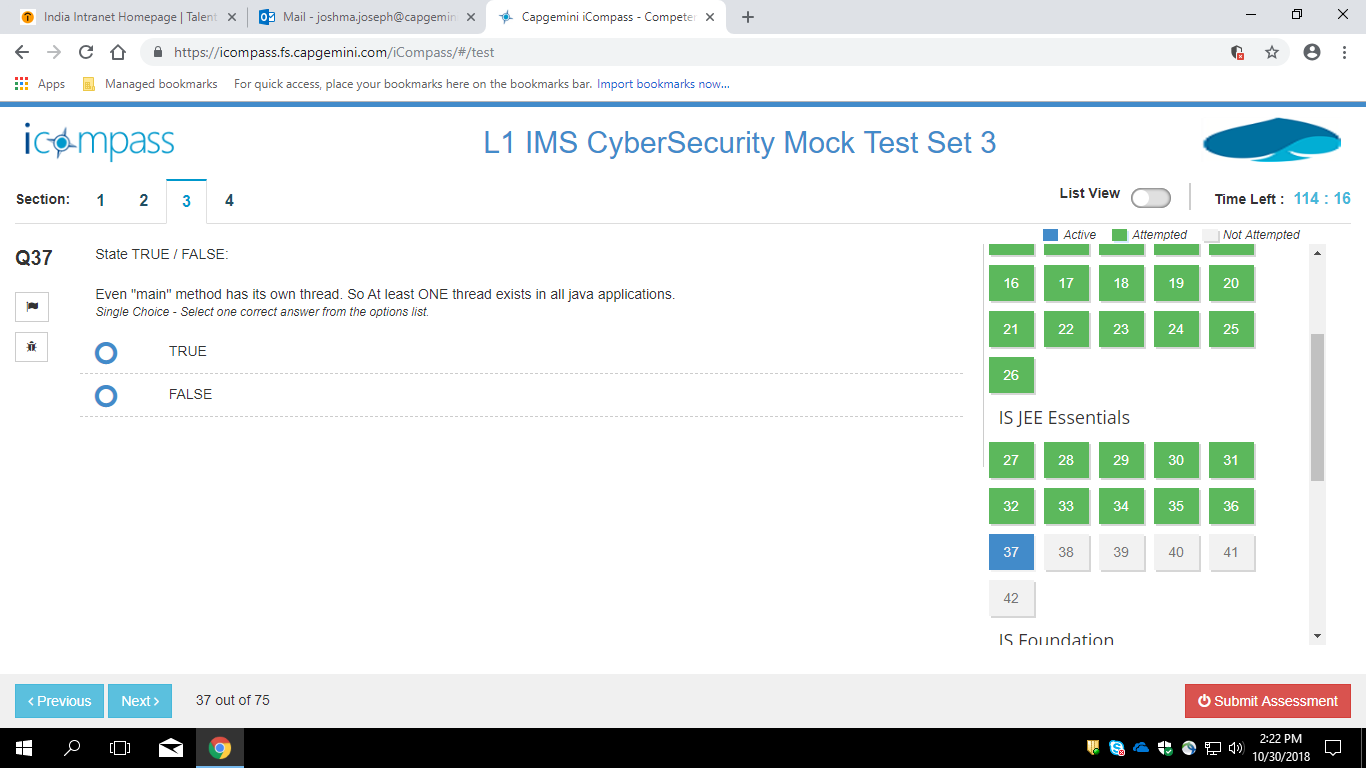 India Intranet Homepage | Talent
Mail - joshma.joseph@capgemin
Capgemini iCompass - Competen
https://icompass.fs.capgemini.com/iCompass/#/test
Apps
Managed bookmarks
For quick access, place your bookmarks here on the bookmarks bar. Import bookmarks now...
icompass
L1 IMS CyberSecurity Mock Test Set 3
Section: 1 2 3 4
List View
Time Left : 114 : 16
Active Attempted Not Attempted
Q37
State TRUE / FALSE:
Even "main" method has its own thread. So At least ONE thread exists in all java applications.
Single Choice - Select one correct answer from the options list.
TRUE
FALSE
16 17 18 19 20
21 22 23 24 25
26
IS JEE Essentials
27 28 29 30 31
32 33 34 35 36
37 38 39 40 41
42
IS Foundation
Previous
Next
37 out of 75
Submit Assessment
2:22 PM
10/30/2018